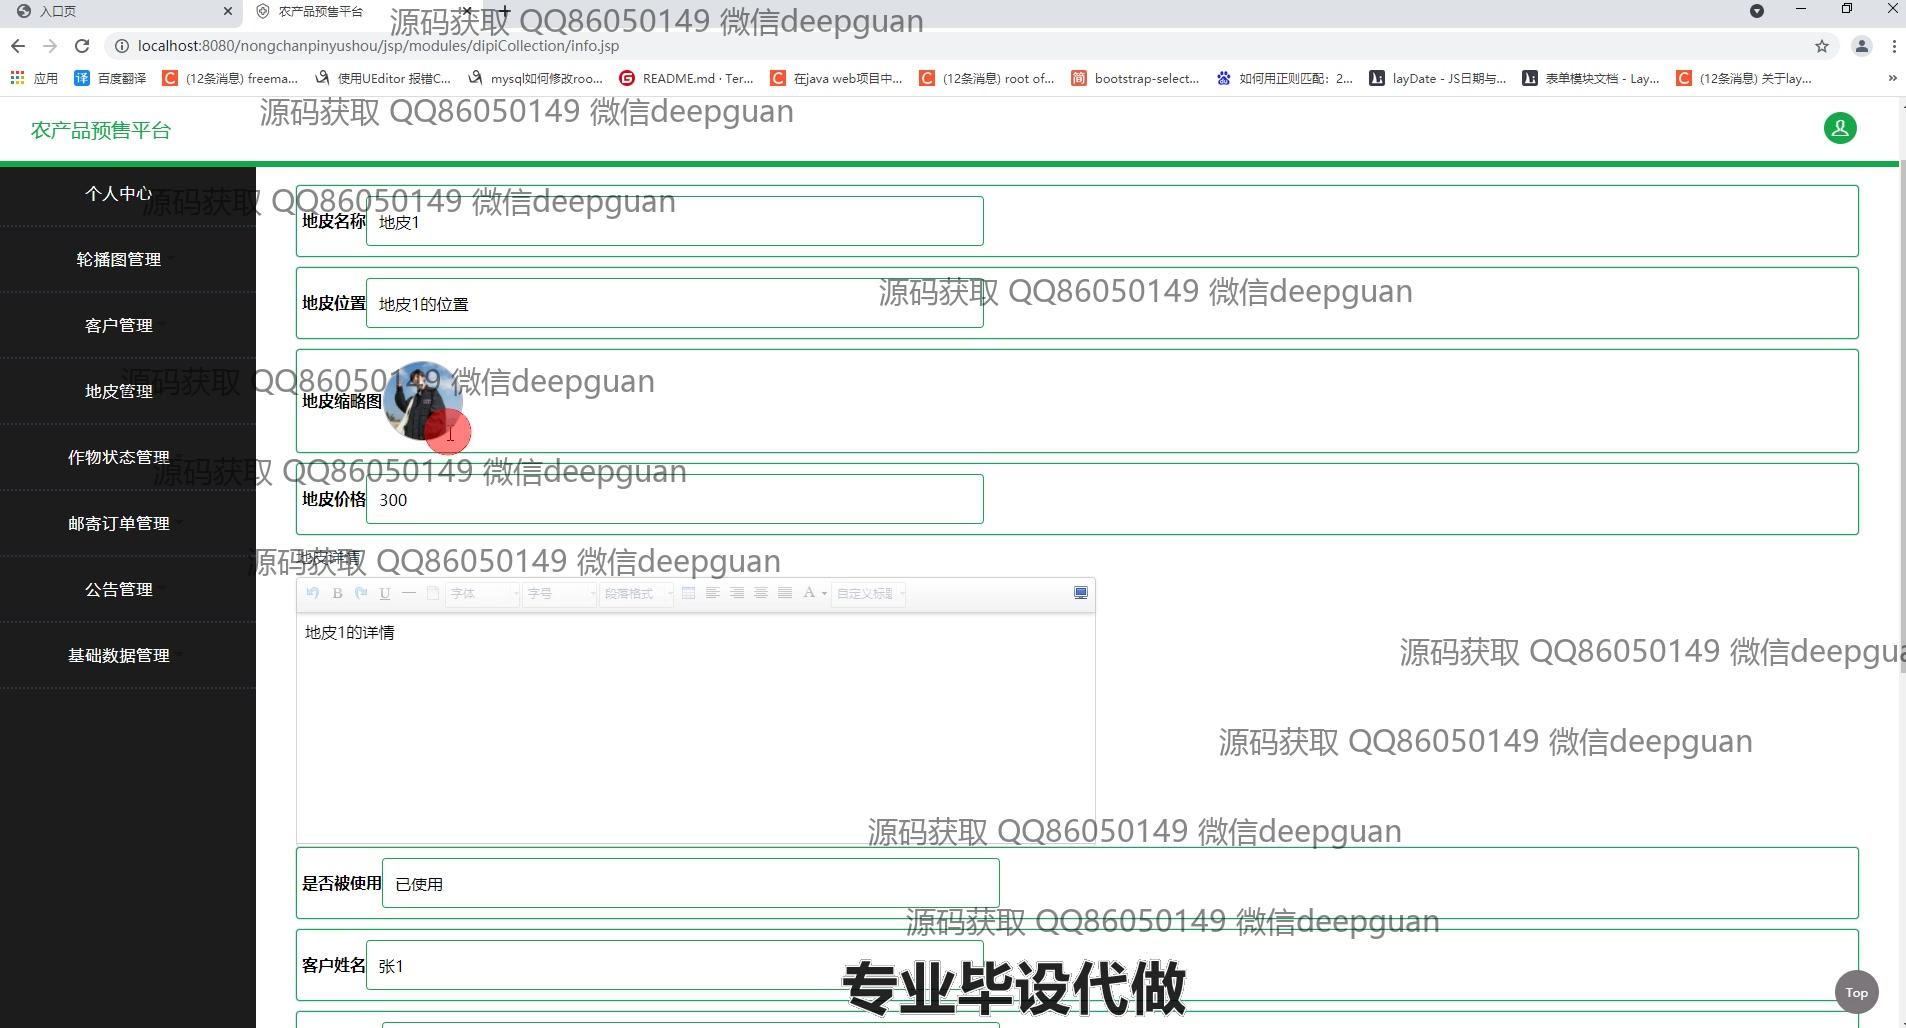 入口页
农产品预售平台
源码获取 QQ86050149 微信deepguan
localhost:8080/nongchanpinyushou/jsp/modules/dipiCollection/info.jsp
应用
百度翻译
(12条消息) freema...
使用UEditor 报错C...
mysql如何修改roo...
README.md · Ter...
在java web项目中...
(12条消息) root of...
bootstrap-select...
如何用正则匹配：2...
layDate - JS日期与...
表单模块文档 - Lay...
(12条消息) 关于lay...
源码获取 QQ86050149 微信deepguan
农产品预售平台
个人中心
源码获取 QQ86050149 微信deepguan
地皮名称 地皮1
轮播图管理
源码获取 QQ86050149 微信deepguan
地皮位置 地皮1的位置
客户管理
源码获取 QQ86050149 微信deepguan
地皮管理
地皮缩略图
作物状态管理
源码获取 QQ86050149 微信deepguan
地皮价格 300
邮寄订单管理
源码获取 QQ86050149 微信deepguan
地皮详情
公告管理
B U 字体 字号 段落格式 A 自定义标题
地皮1的详情
基础数据管理
源码获取 QQ86050149 微信deepgua
源码获取 QQ86050149 微信deepguan
源码获取 QQ86050149 微信deepguan
是否被使用 已使用
源码获取 QQ86050149 微信deepguan
客户姓名 张1
专业毕设代做
Top